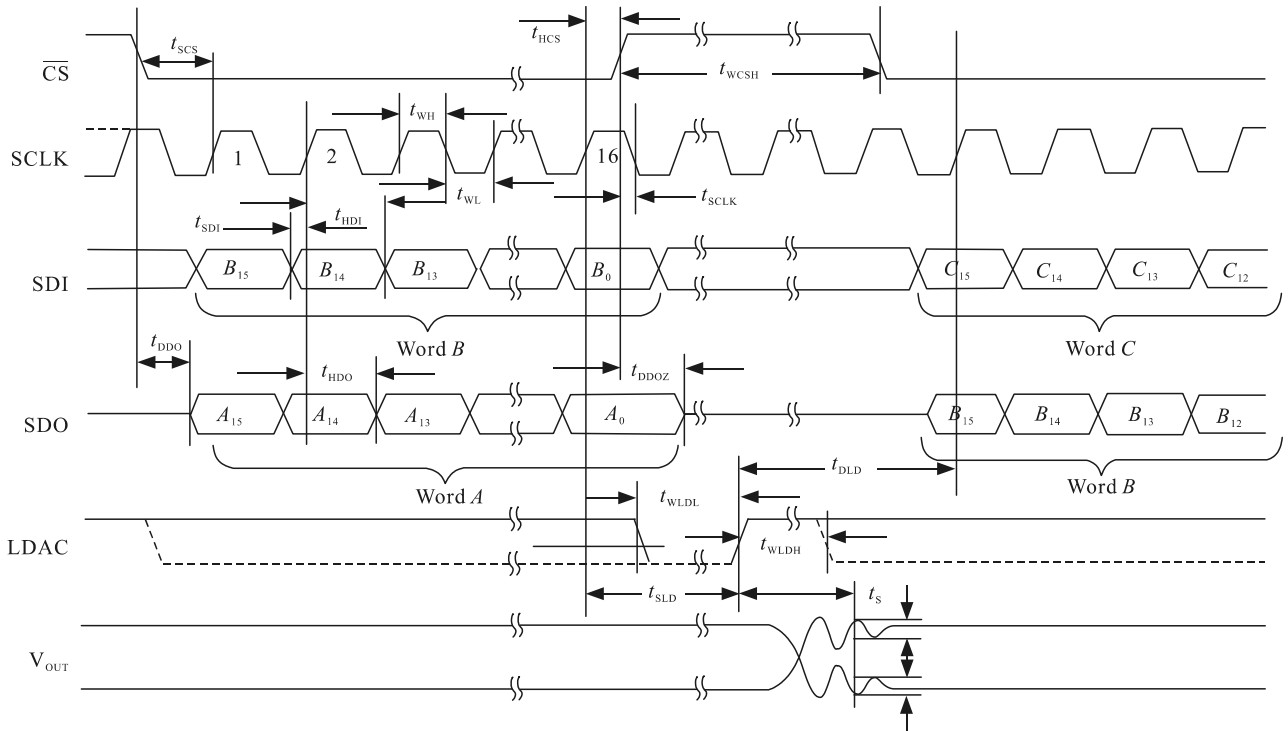 t_HCS
t_SCS
CS
t_WCSH
t_WH
SCLK
1
2
16
t_WL
t_SCLK
t_SDI
t_HDI
SDI
B_15
B_14
B_13
B_0
C_15
C_14
C_13
C_12
Word B
Word C
t_DDO
t_HDO
t_DDOZ
SDO
A_15
A_14
A_13
A_0
B_15
B_14
B_13
B_12
t_DLD
Word A
Word B
t_WLDL
LDAC
t_WLDH
t_SLD
t_S
V_OUT